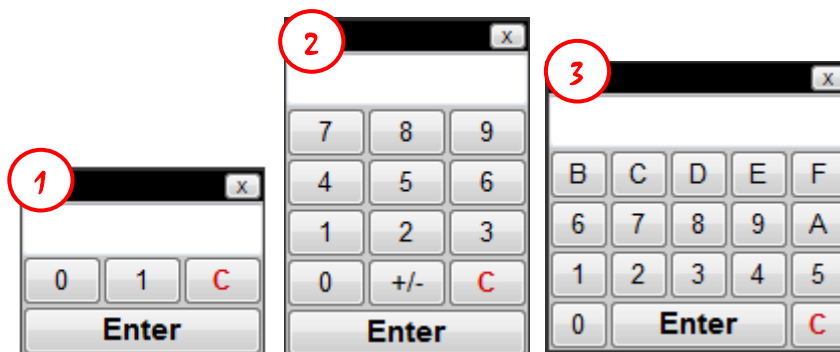 1
x
0 1 C
Enter
2
x
7 8 9
4 5 6
1 2 3
0 +/- C
Enter
3
x
B C D E F
6 7 8 9 A
1 2 3 4 5
0 Enter C